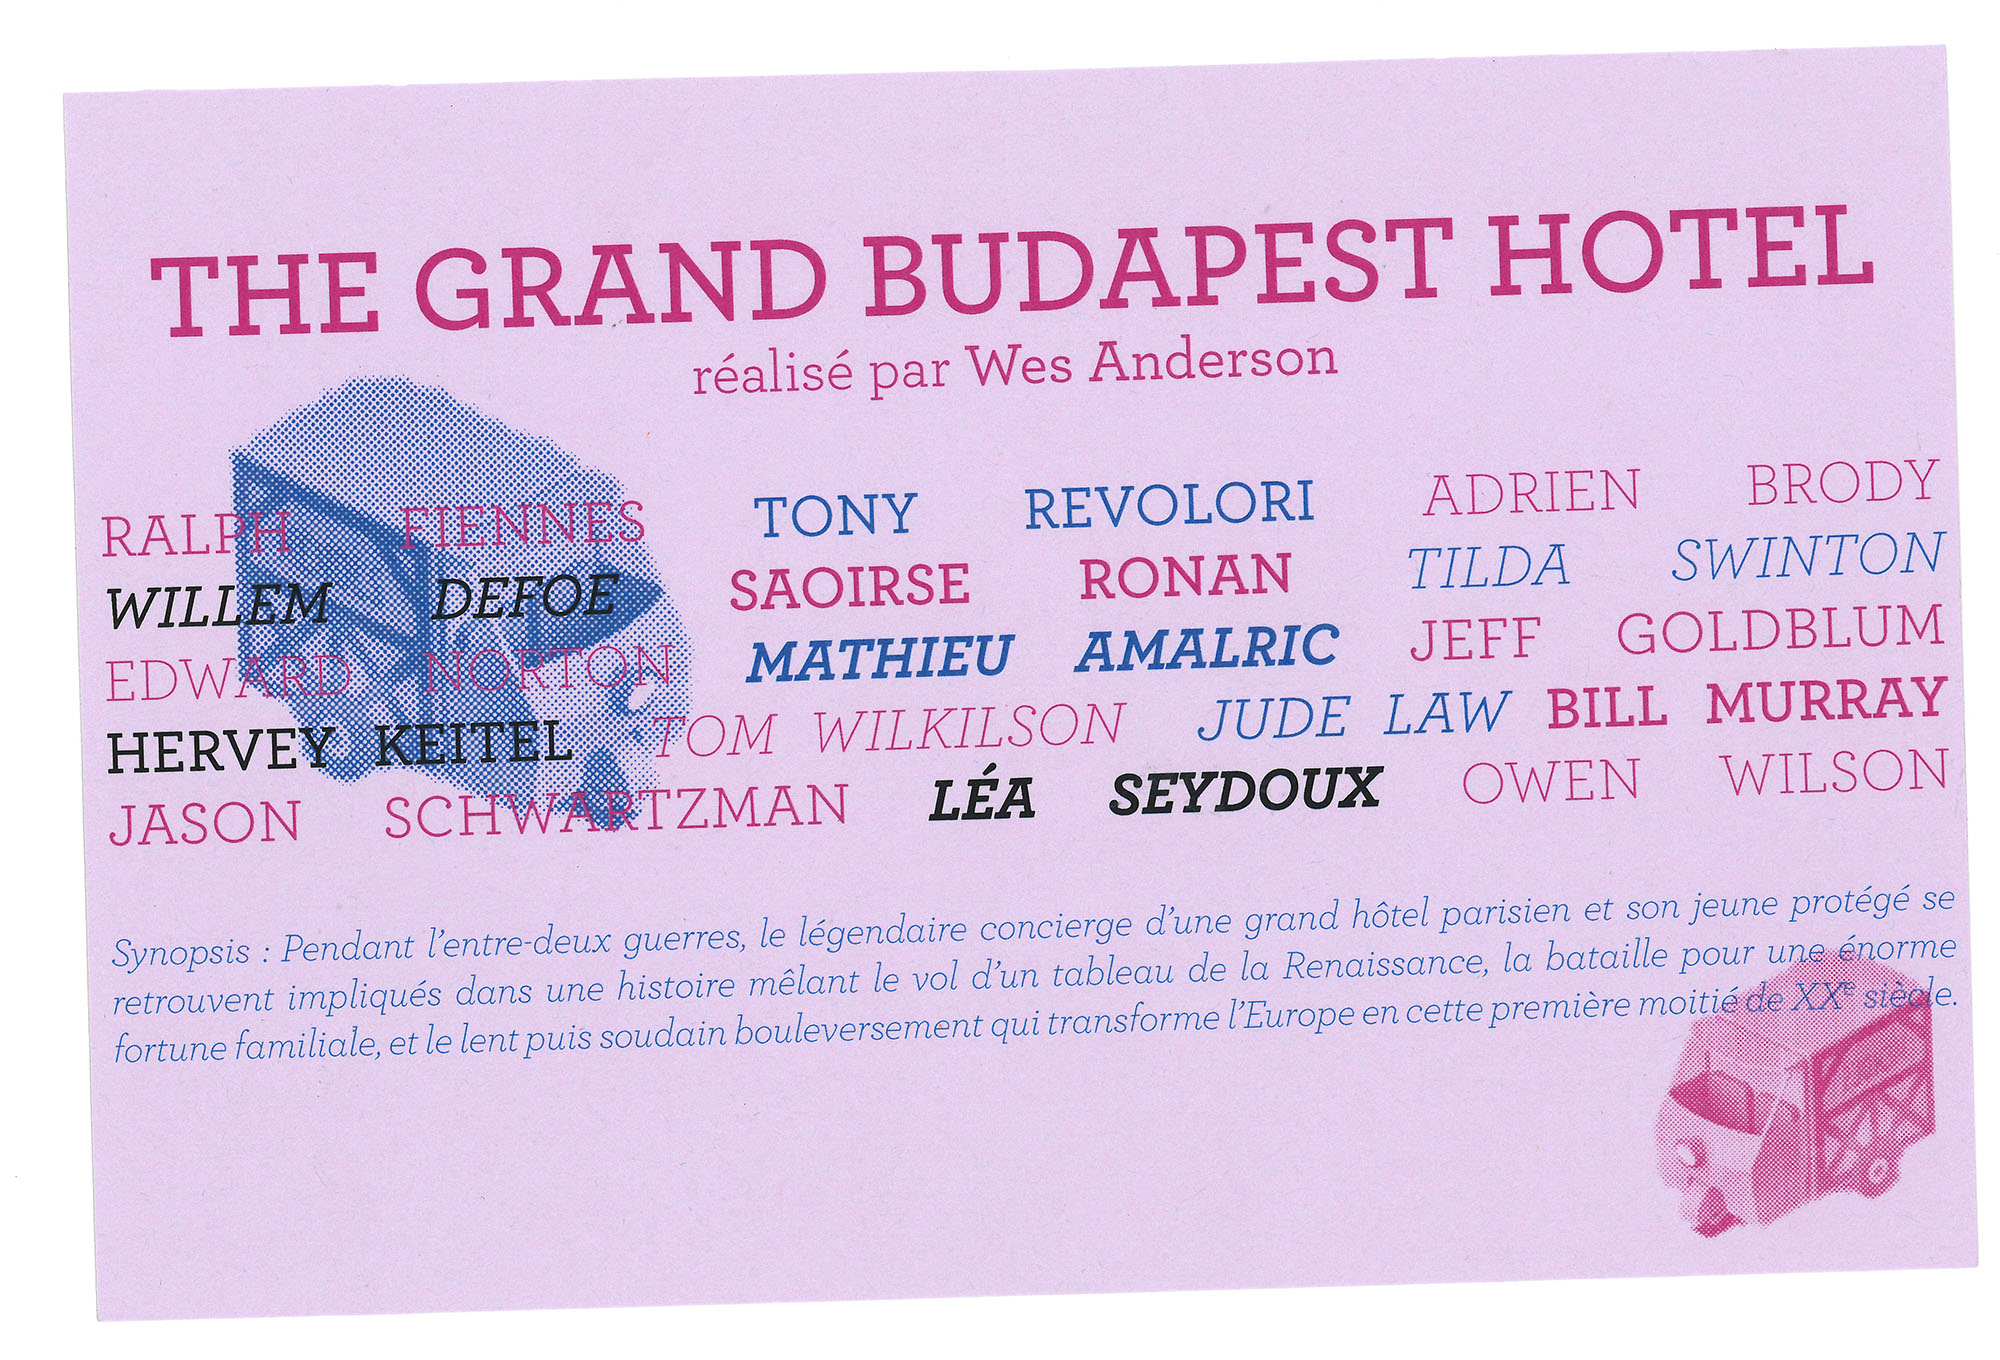 THE GRAND BUDAPEST HOTEL
réalisé par Wes Anderson
RALPH FIENNES TONY REVOLORI ADRIEN BRODY
WILLEM DEFOE SAOIRSE RONAN TILDA SWINTON
EDWARD NORTON MATHIEU AMALRIC JEFF GOLDBLUM
HERVEY KEITEL TOM WILKILSON JUDE LAW BILL MURRAY
JASON SCHWARTZMAN LÉA SEYDOUX OWEN WILSON
Synopsis : Pendant l'entre-deux guerres, le légendaire concierge d'une grand hôtel parisien et son jeune protégé se
retrouvent impliqués dans une histoire mêlant le vol d'un tableau de la Renaissance, la bataille pour une énorme
fortune familiale, et le lent puis soudain bouleversement qui transforme l'Europe en cette première moitié de XXe siècle.